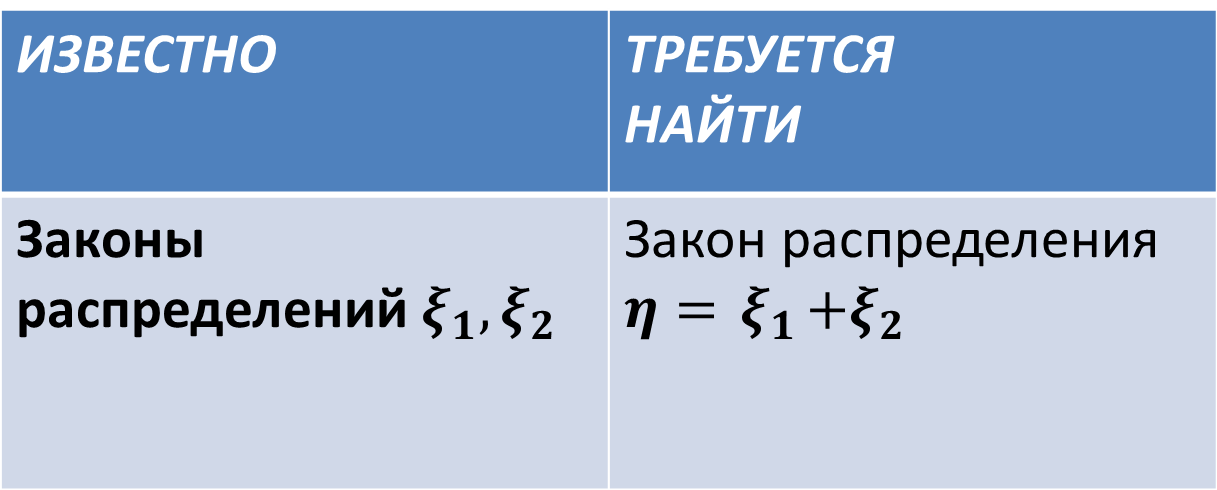 ИЗВЕСТНО
ТРЕБУЕТСЯ
НАЙТИ
Законы
распределений ξ₁, ξ₂
Закон распределения
η = ξ₁ +ξ₂